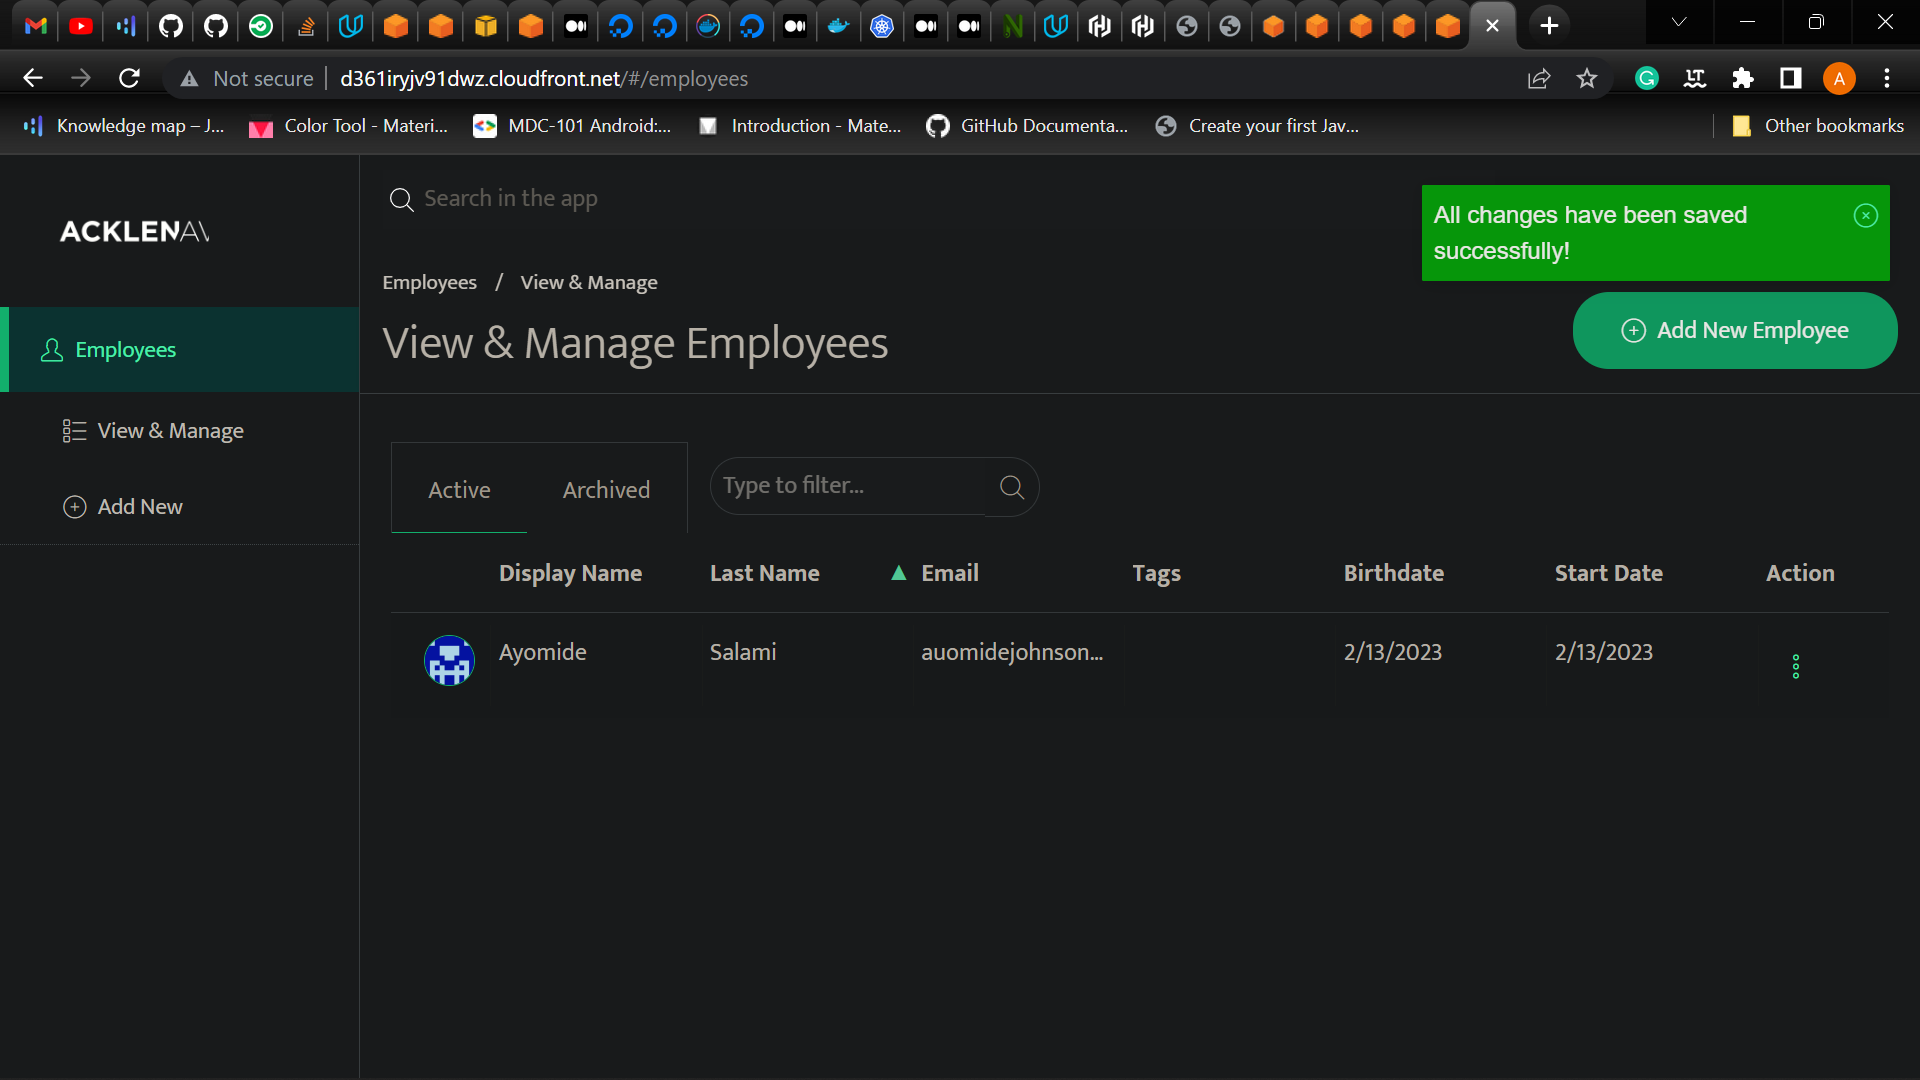 Not secure
d361iryjv91dwz.cloudfront.net/#/employees
A
Knowledge map – J...
Color Tool - Materi...
MDC-101 Android:...
Introduction - Mate...
GitHub Documenta...
Create your first Jav...
Other bookmarks
ACKLENAV
Search in the app
All changes have been saved
successfully!
Employees / View & Manage
View & Manage Employees
Add New Employee
Employees
View & Manage
Add New
Active
Archived
Type to filter...
Display Name
Last Name
Email
Tags
Birthdate
Start Date
Action
Ayomide
Salami
auomidejohnson...
2/13/2023
2/13/2023